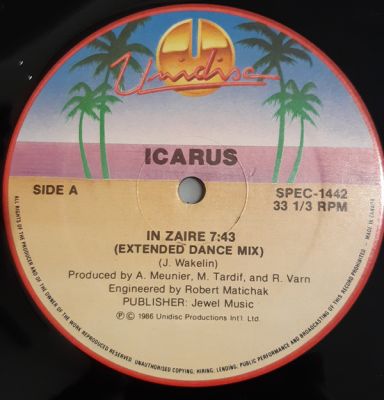 Unidisc
ICARUS
SIDE A
SPEC-1442
33 1/3 RPM
IN ZAIRE 7:43
(EXTENDED DANCE MIX)
(J. Wakelin)
Produced by A. Meunier, M. Tardif, and R. Varn
Engineered by Robert Matichak
PUBLISHER: Jewel Music
Ⓟ © 1986 Unidisc Productions Int'l. Ltd.
ALL RIGHTS OF THE PRODUCER AND OF THE OWNER OF THE WORK REPRODUCED RESERVED. UNAUTHORISED COPYING, HIRING, LENDING, PUBLIC PERFORMANCE AND BROADCASTING OF THIS RECORD PROHIBITED - MADE IN CANADA